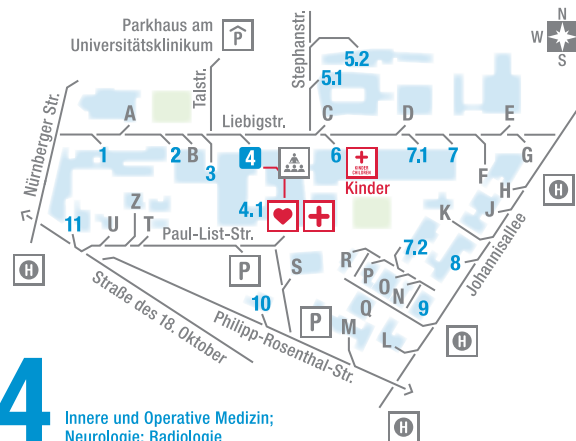 Parkhaus am
Universitätsklinikum
P
N
W
S
Stephanstr.
5.2
5.1
Talstr.
Nürnberger Str.
A
Liebigstr.
C
D
E
1
2
B
3
4
6
KINDER
CHILDREN
Kinder
7.1
7
F
G
H
H
4.1
Z
11
U
T
Paul-List-Str.
K
J
Johannisallee
7.2
8
H
P
S
R
P
O
N
9
Straße des 18. Oktober
10
Philipp-Rosenthal-Str.
P
Q
M
L
H
H
4
Innere und Operative Medizin;
Neurologie; Radiologie